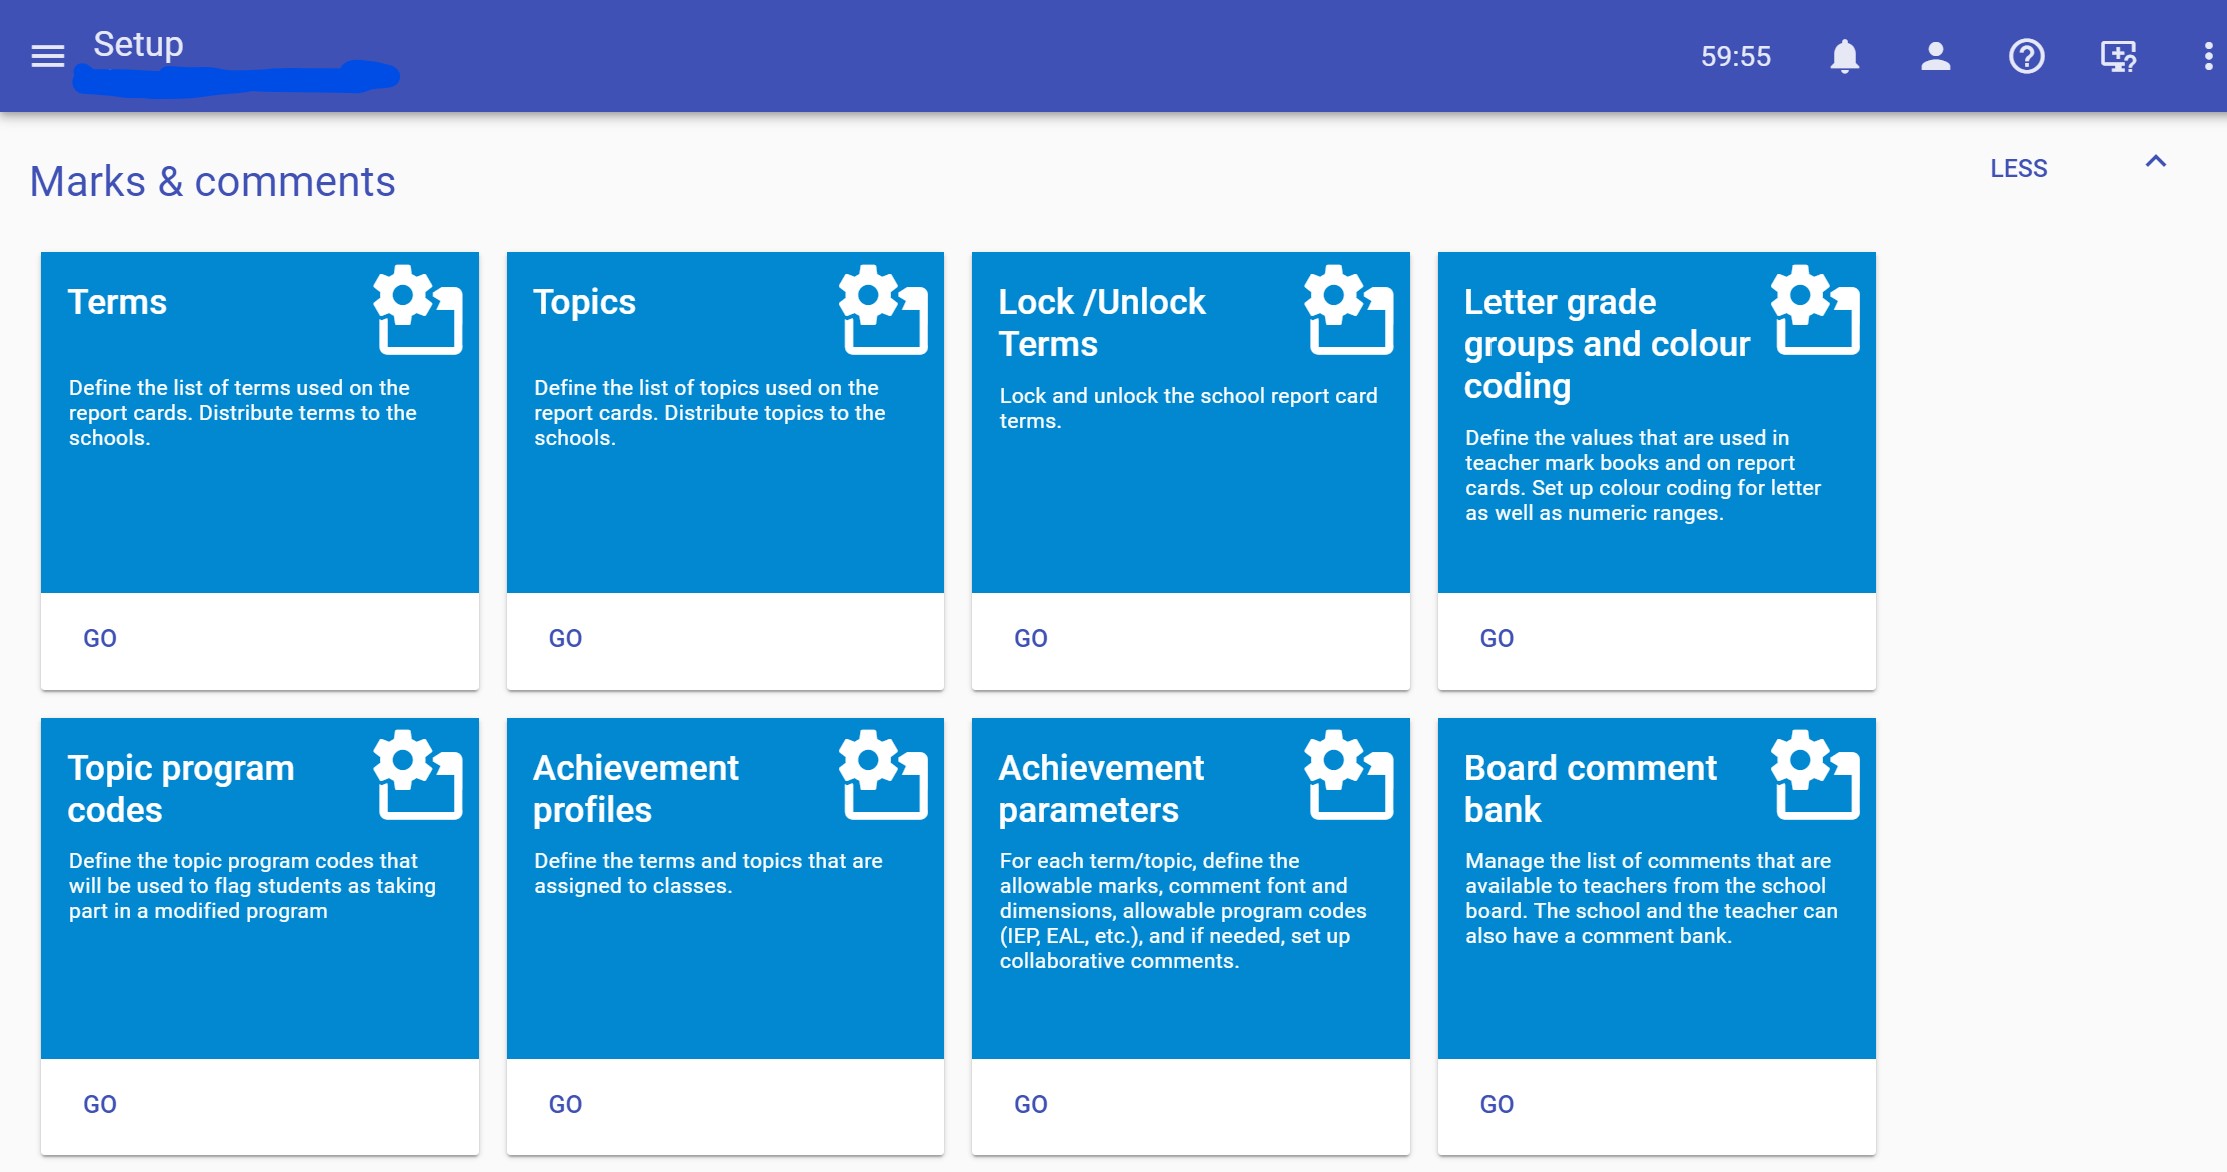 Setup
59:55
Marks & comments
LESS
Terms
Define the list of terms used on the
report cards. Distribute terms to the
schools.
GO
Topics
Define the list of topics used on the
report cards. Distribute topics to the
schools.
GO
Lock /Unlock
Terms
Lock and unlock the school report card
terms.
GO
Letter grade
groups and colour
coding
Define the values that are used in
teacher mark books and on report
cards. Set up colour coding for letter
as well as numeric ranges.
GO
Topic program
codes
Define the topic program codes that
will be used to flag students as taking
part in a modified program
GO
Achievement
profiles
Define the terms and topics that are
assigned to classes.
GO
Achievement
parameters
For each term/topic, define the
allowable marks, comment font and
dimensions, allowable program codes
(IEP, EAL, etc.), and if needed, set up
collaborative comments.
GO
Board comment
bank
Manage the list of comments that are
available to teachers from the school
board. The school and the teacher can
also have a comment bank.
GO